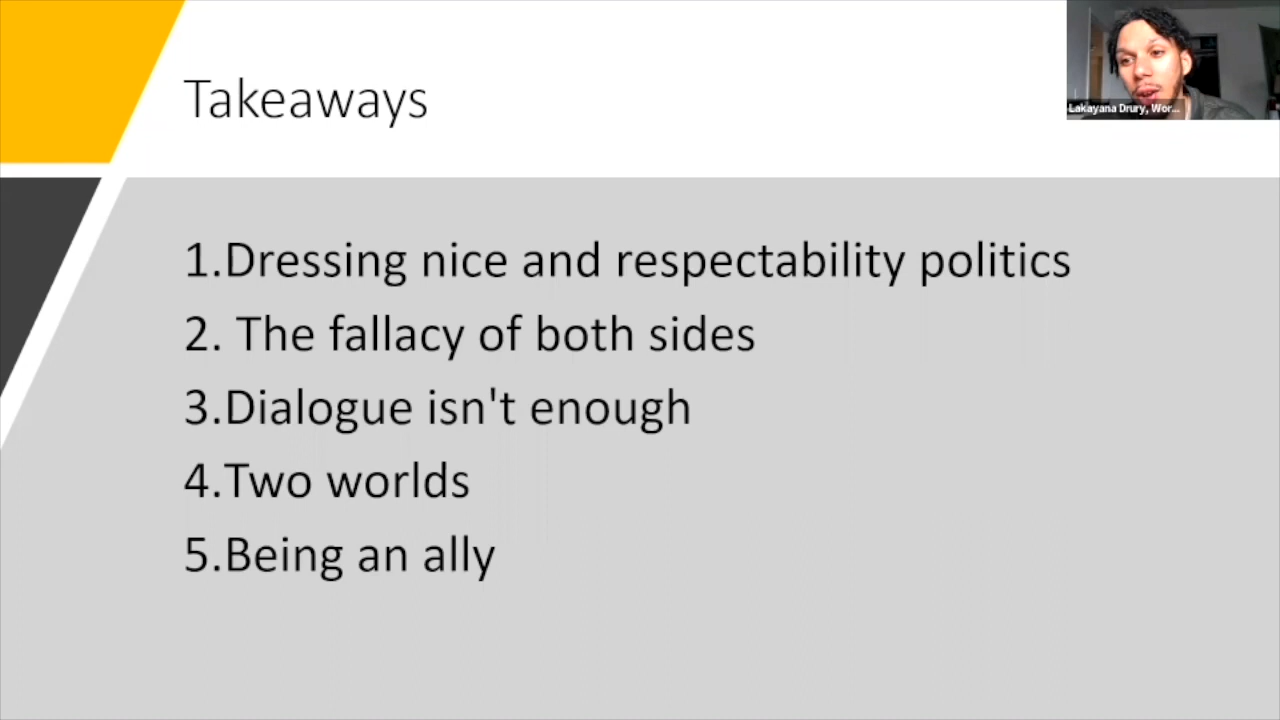 Takeaways
Lakayana Drury, Wor...
1.Dressing nice and respectability politics
2. The fallacy of both sides
3.Dialogue isn't enough
4.Two worlds
5.Being an ally